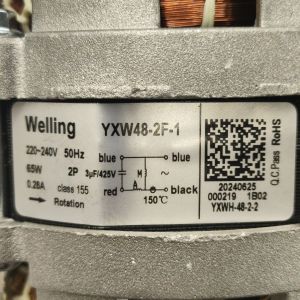 Welling YXW48-2F-1
220-240V 50Hz
65W 2P
0.28A class 155
→ Rotation
3μF/425V
blue blue
red black
M
A
~
150℃
Q.C.Pass RoHS
20240625
000219 1B02
YXWH-48-2-2